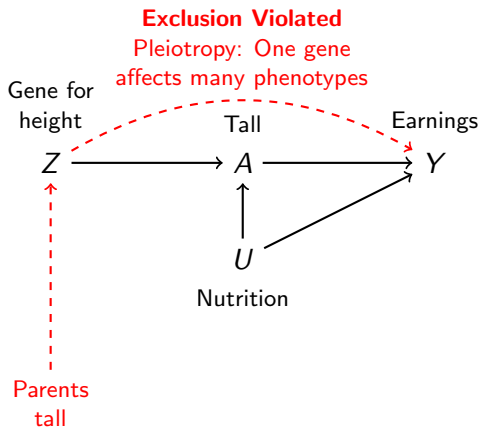 Exclusion Violated
Pleiotropy: One gene
affects many phenotypes
Gene for
height
Tall
Earnings
Z
A
Y
U
Nutrition
Parents
tall